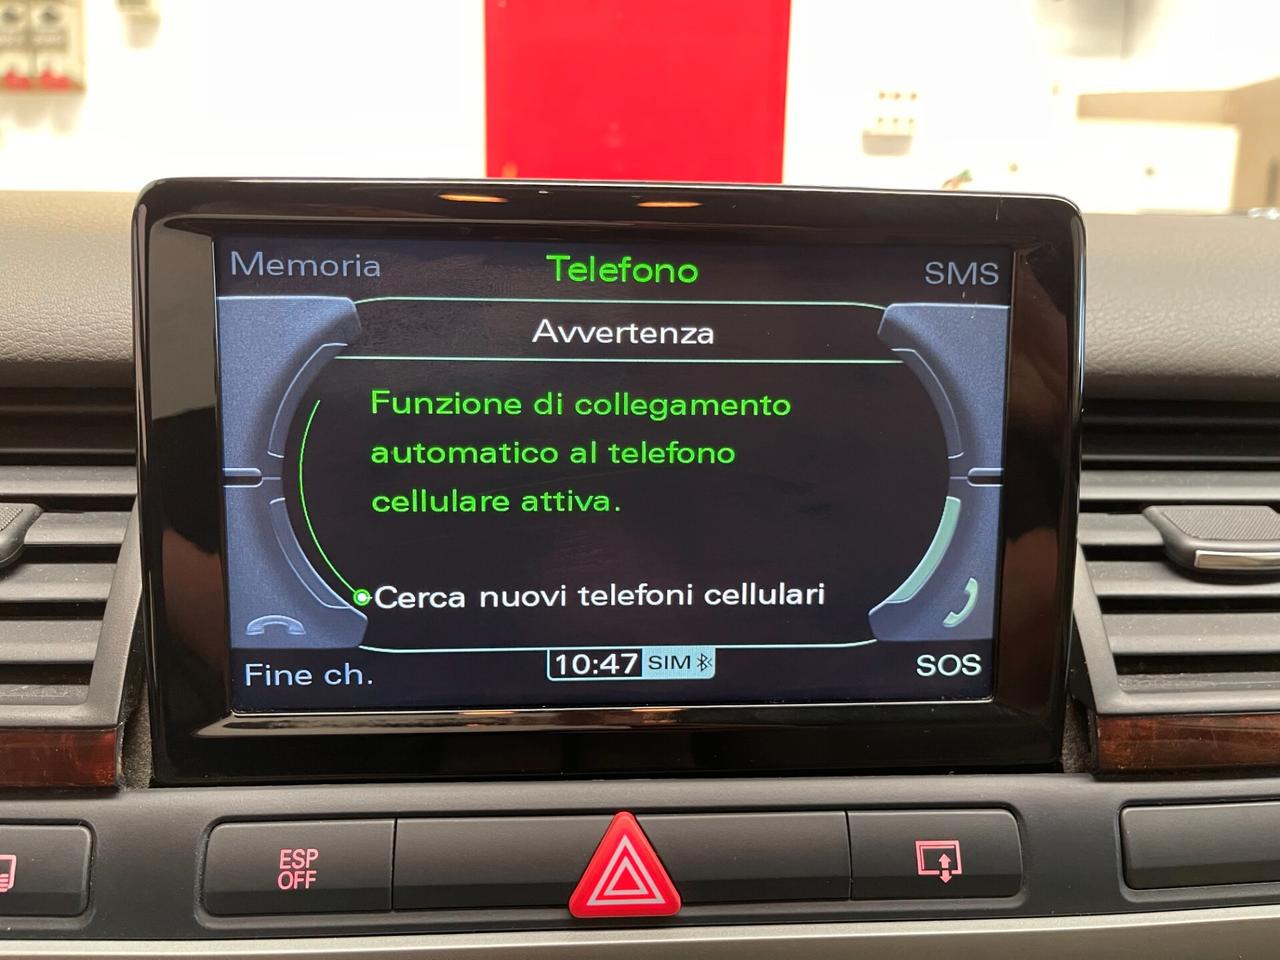 Memoria
Telefono
SMS
Avvertenza
Funzione di collegamento
automatico al telefono
cellulare attiva.
Cerca nuovi telefoni cellulari
Fine ch.
10:47 SIM
SOS
ESP
OFF